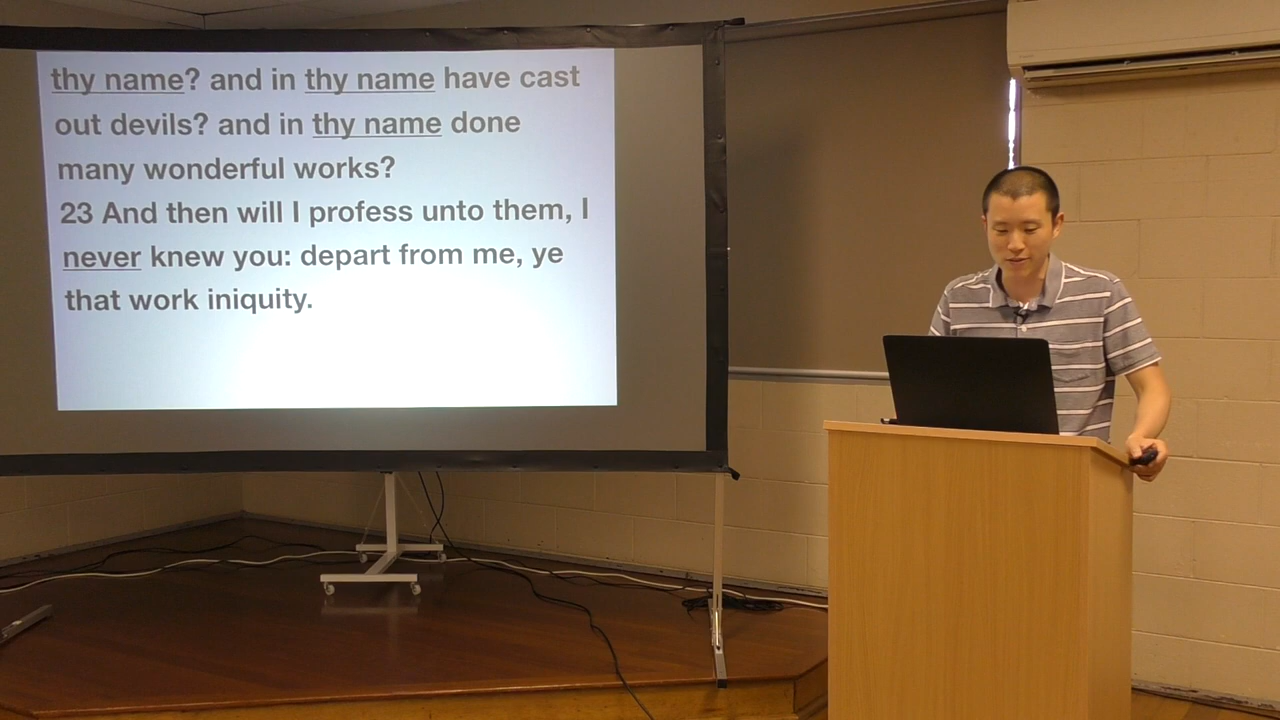 thy name? and in thy name have cast
out devils? and in thy name done
many wonderful works?
23 And then will I profess unto them, I
never knew you: depart from me, ye
that work iniquity.